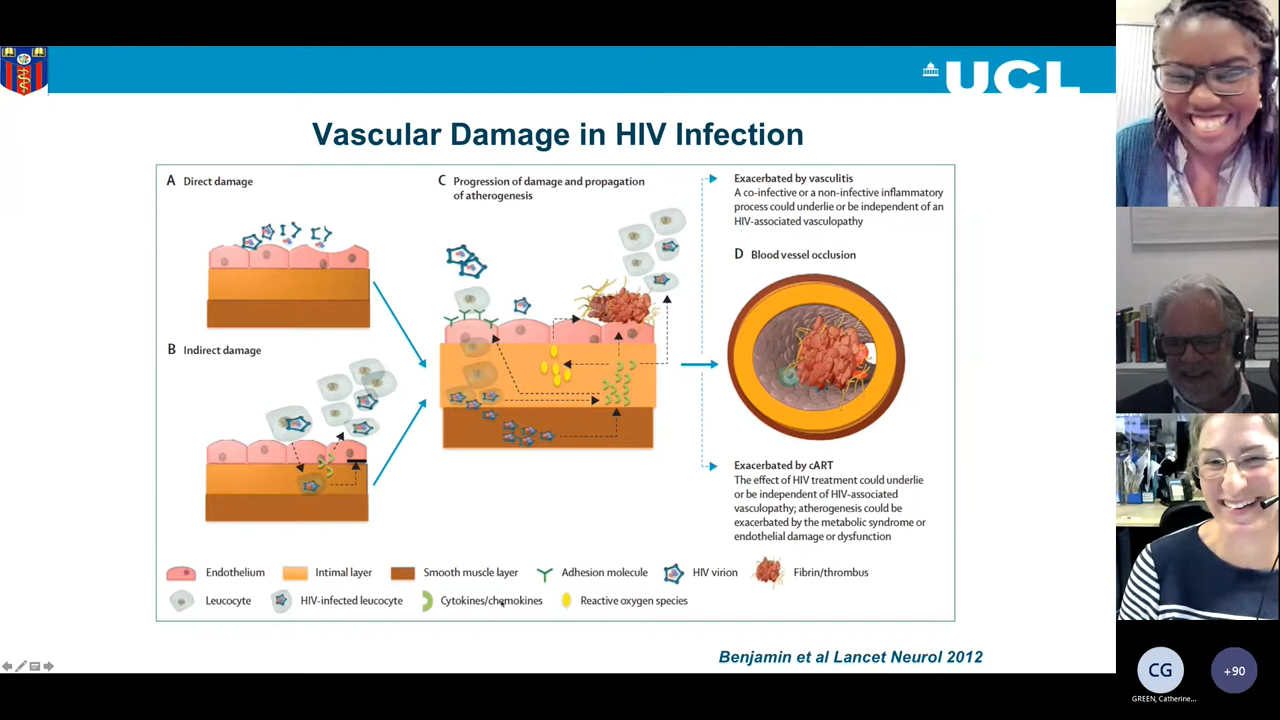 UCL
Vascular Damage in HIV Infection
A Direct damage
B Indirect damage
C Progression of damage and propagation
of atherogenesis
Exacerbated by vasculitis
A co-infective or a non-infective inflammatory
process could underlie or be independent of an
HIV-associated vasculopathy
D Blood vessel occlusion
Exacerbated by cART
The effect of HIV treatment could underlie
or be independent of HIV-associated
vasculopathy; atherogenesis could be
exacerbated by the metabolic syndrome or
endothelial damage or dysfunction
Endothelium Intimal layer Smooth muscle layer Adhesion molecule HIV virion Fibrin/thrombus
Leucocyte HIV-infected leucocyte Cytokines/chemokines Reactive oxygen species
Benjamin et al Lancet Neurol 2012
CG
+90
GREEN, Catherine...